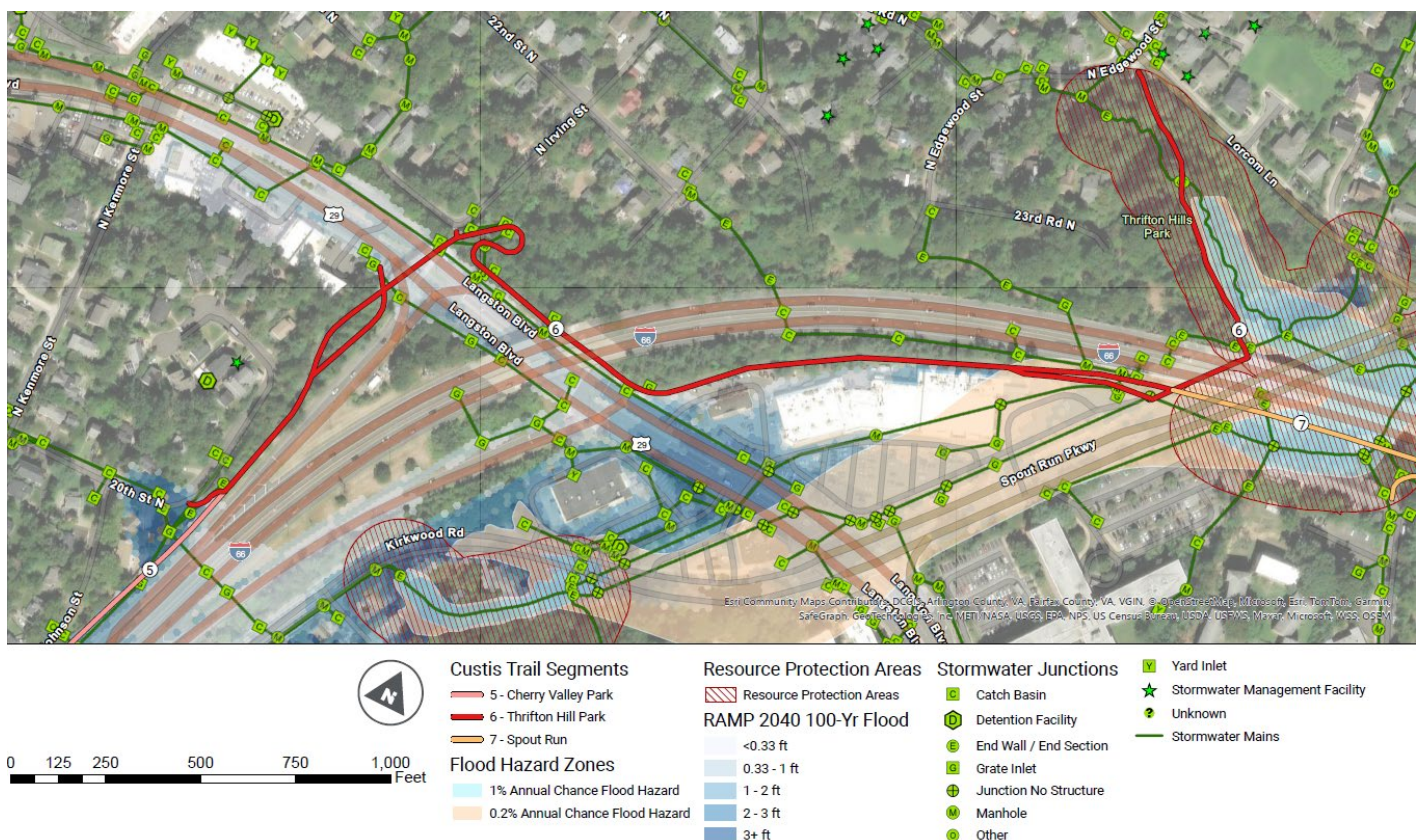 22nd St N
Rd N
N Edgewood St
vd
N Irving St
N Edgewood St
Lorcom Ln
N Kenmore St
29
23rd Rd N
Thrifton Hills
Park
Langston Blvd
Langston Blvd
6
66
6
66
N Kenmore St
29
7
Spout Run Pkwy
20th St N
Kirkwood Rd
66
5
Johnson St
Esri Community Maps Contributors, DCGIS, Arlington County, VA, Fairfax County, VA, VGIN, © OpenStreetMap, Microsoft, Esri, TomTom, Garmin,
SafeGraph, GeoTechnologies, Inc, METI/NASA, USGS, EPA, NPS, US Census Bureau, USDA, USFWS, Maxar, Microsoft, WSS, OSEM
N
0 125 250 500 750 1,000
Feet
Custis Trail Segments
5 - Cherry Valley Park
6 - Thrifton Hill Park
7 - Spout Run
Flood Hazard Zones
1% Annual Chance Flood Hazard
0.2% Annual Chance Flood Hazard
Resource Protection Areas
Resource Protection Areas
RAMP 2040 100-Yr Flood
<0.33 ft
0.33 - 1 ft
1 - 2 ft
2 - 3 ft
3+ ft
Stormwater Junctions
C Catch Basin
D Detention Facility
E End Wall / End Section
G Grate Inlet
Junction No Structure
M Manhole
O Other
Y Yard Inlet
Stormwater Management Facility
? Unknown
Stormwater Mains